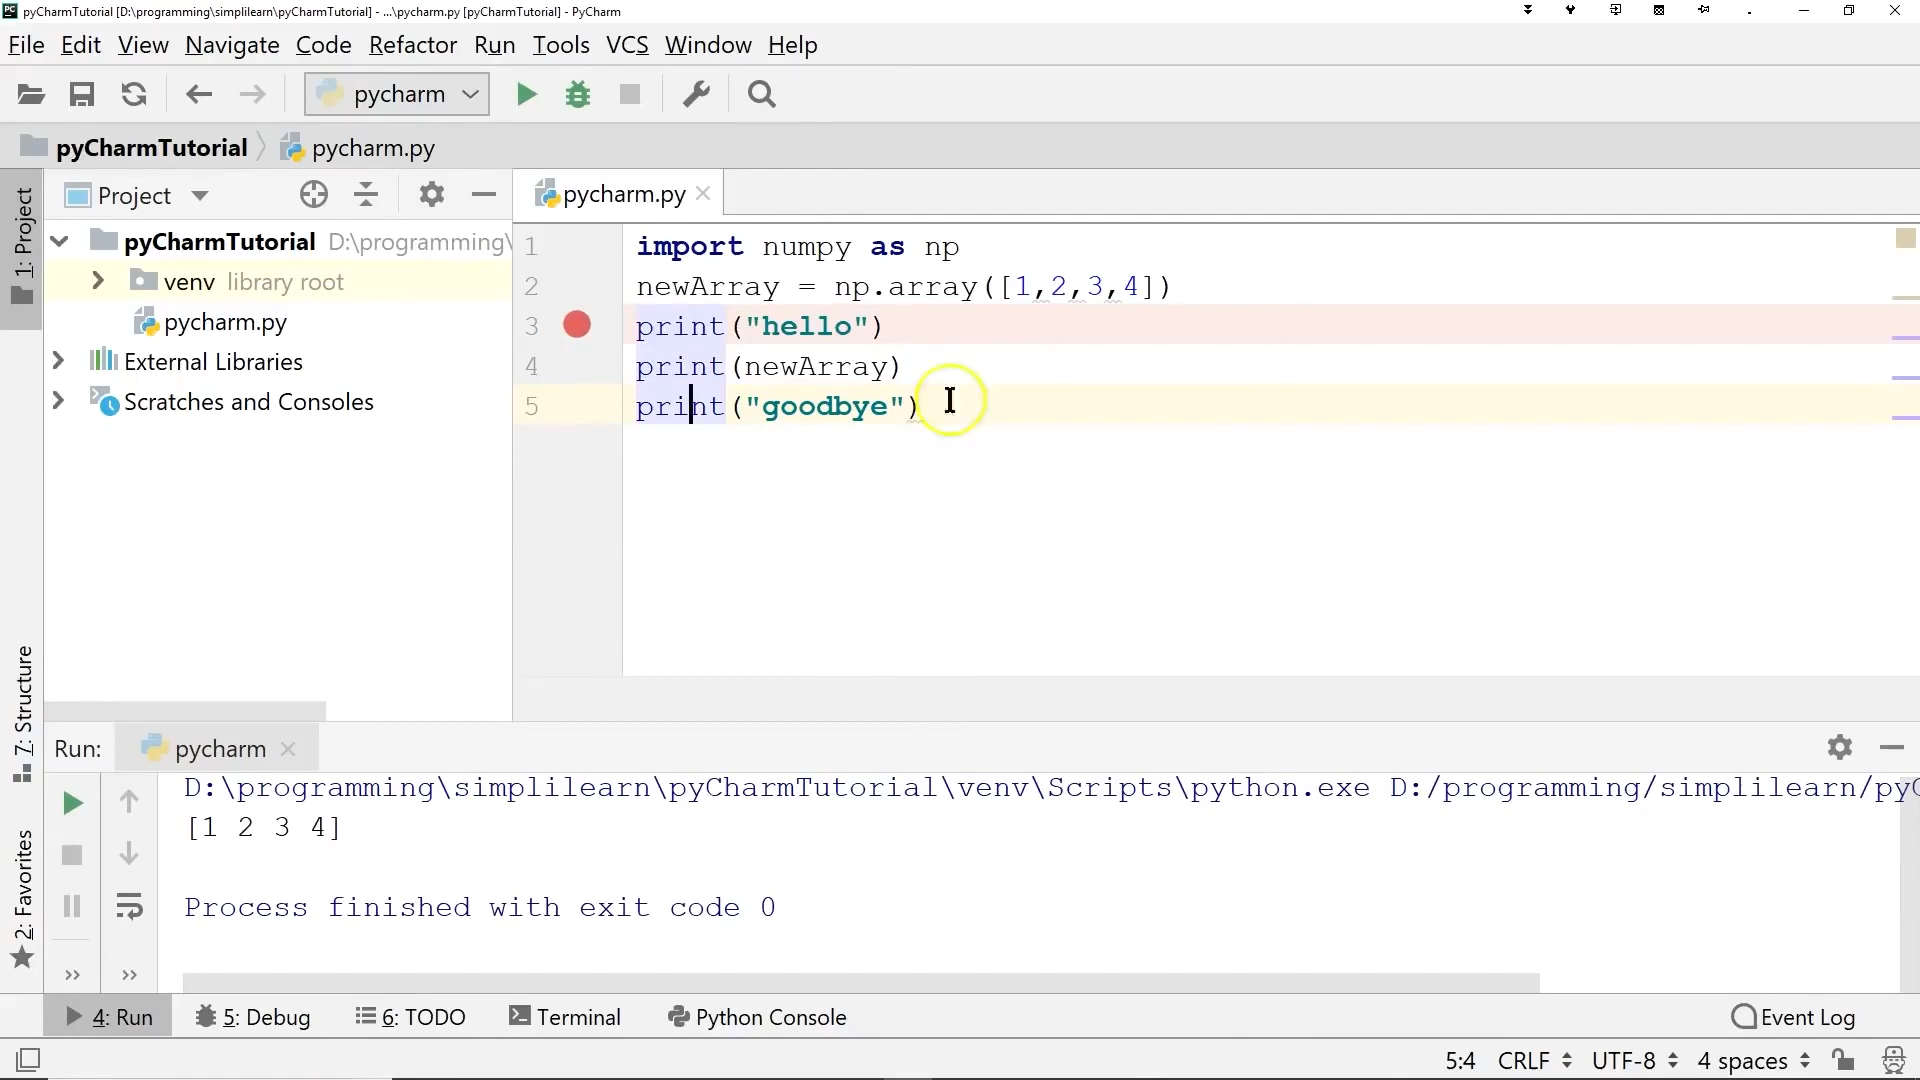 pyCharmTutorial [D:\programming\simplilearn\pyCharmTutorial] - ...\pycharm.py [pyCharmTutorial] - PyCharm
File Edit View Navigate Code Refactor Run Tools VCS Window Help
pycharm
pyCharmTutorial pycharm.py
1: Project
Project
pycharm.py
pyCharmTutorial D:\programming\
venv library root
pycharm.py
External Libraries
Scratches and Consoles
1 import numpy as np
2 newArray = np.array([1,2,3,4])
3 print("hello")
4 print(newArray)
5 print("goodbye")
7: Structure
2: Favorites
Run: pycharm
D:\programming\simplilearn\pyCharmTutorial\venv\Scripts\python.exe D:/programming/simplilearn/pyC
[1 2 3 4]
Process finished with exit code 0
4: Run 5: Debug 6: TODO Terminal Python Console Event Log
5:4 CRLF UTF-8 4 spaces